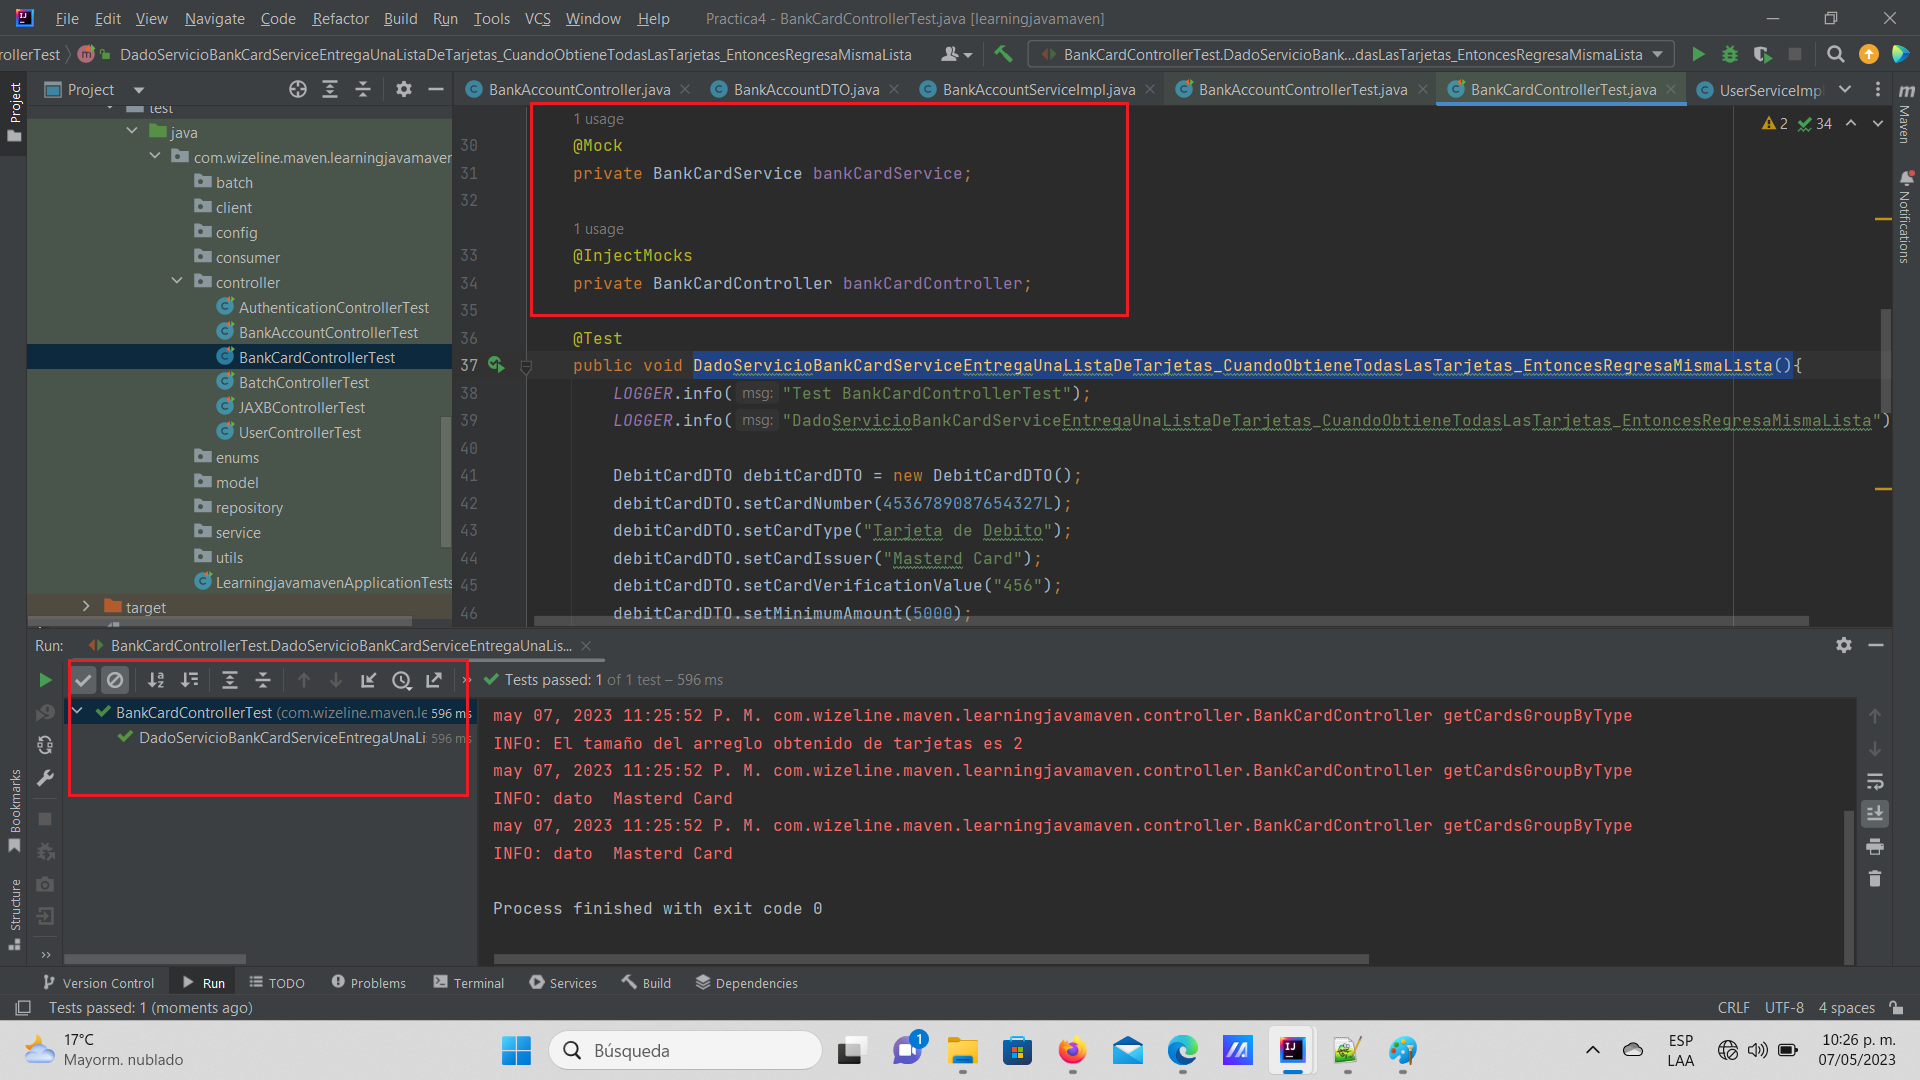 File Edit View Navigate Code Refactor Build Run Tools VCS Window Help Practica4 - BankCardControllerTest.java [learningjavamaven]
rollerTest DadoServicioBankCardServiceEntregaUnaListaDeTarjetas_CuandoObtieneTodasLasTarjetas_EntoncesRegresaMismaLista BankCardControllerTest.DadoServicioBank...dasLasTarjetas_EntoncesRegresaMismaLista
Project
Project
BankAccountController.java BankAccountDTO.java BankAccountServiceImpl.java BankAccountControllerTest.java BankCardControllerTest.java UserServiceImpl
Maven
Notifications
test
java
com.wizeline.maven.learningjavamaven
batch
client
config
consumer
controller
AuthenticationControllerTest
BankAccountControllerTest
BankCardControllerTest
BatchControllerTest
JAXBControllerTest
UserControllerTest
enums
model
repository
service
utils
LearningjavamavenApplicationTests
target
2 34
1 usage
30 @Mock
31 private BankCardService bankCardService;
32
1 usage
33 @InjectMocks
34 private BankCardController bankCardController;
35
36 @Test
37 public void DadoServicioBankCardServiceEntregaUnaListaDeTarjetas_CuandoObtieneTodasLasTarjetas_EntoncesRegresaMismaLista(){
38 LOGGER.info( msg: "Test BankCardControllerTest");
39 LOGGER.info( msg: "DadoServicioBankCardServiceEntregaUnaListaDeTarjetas_CuandoObtieneTodasLasTarjetas_EntoncesRegresaMismaLista")
40
41 DebitCardDTO debitCardDTO = new DebitCardDTO();
42 debitCardDTO.setCardNumber(4536789087654327L);
43 debitCardDTO.setCardType("Tarjeta de Debito");
44 debitCardDTO.setCardIssuer("Masterd Card");
45 debitCardDTO.setCardVerificationValue("456");
46 debitCardDTO.setMinimumAmount(5000);
Run: BankCardControllerTest.DadoServicioBankCardServiceEntregaUnaLis...
Tests passed: 1 of 1 test – 596 ms
BankCardControllerTest (com.wizeline.maven.le 596 ms
DadoServicioBankCardServiceEntregaUnaLi 596 ms
may 07, 2023 11:25:52 P. M. com.wizeline.maven.learningjavamaven.controller.BankCardController getCardsGroupByType
INFO: El tamaño del arreglo obtenido de tarjetas es 2
may 07, 2023 11:25:52 P. M. com.wizeline.maven.learningjavamaven.controller.BankCardController getCardsGroupByType
INFO: dato  Masterd Card
may 07, 2023 11:25:52 P. M. com.wizeline.maven.learningjavamaven.controller.BankCardController getCardsGroupByType
INFO: dato  Masterd Card
Process finished with exit code 0
Bookmarks
Structure
Version Control Run TODO Problems Terminal Services Build Dependencies
Tests passed: 1 (moments ago) CRLF UTF-8 4 spaces
17°C
Mayorm. nublado
Búsqueda
1
ESP
LAA
10:26 p. m.
07/05/2023